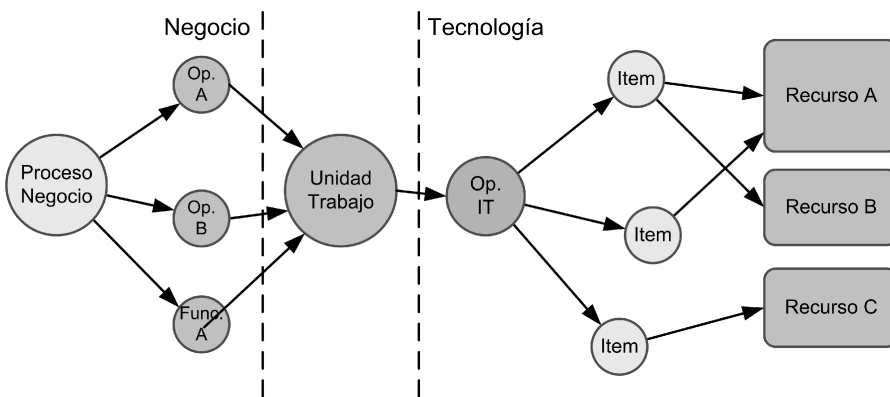 Negocio
Tecnología
Op.
A
Proceso
Negocio
Op.
B
Func.
A
Unidad
Trabajo
Op.
IT
Item
Item
Item
Recurso A
Recurso B
Recurso C